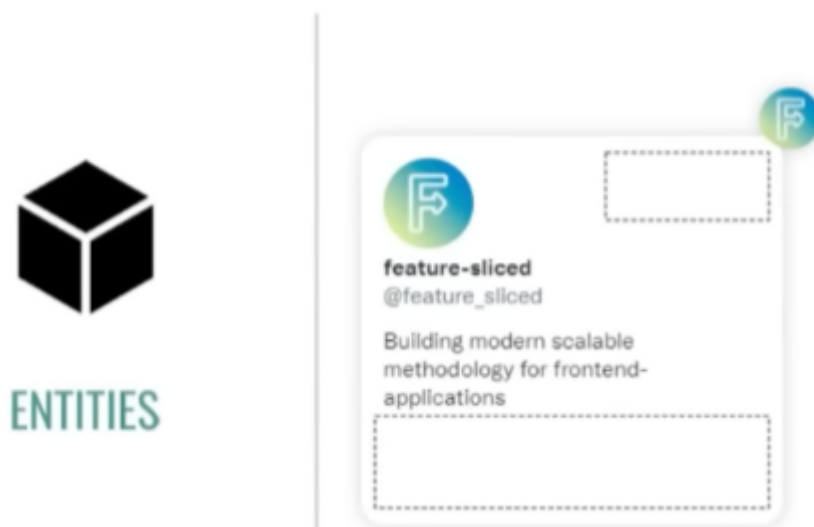 ENTITIES
feature-sliced
@feature_sliced
Building modern scalable
methodology for frontend-
applications